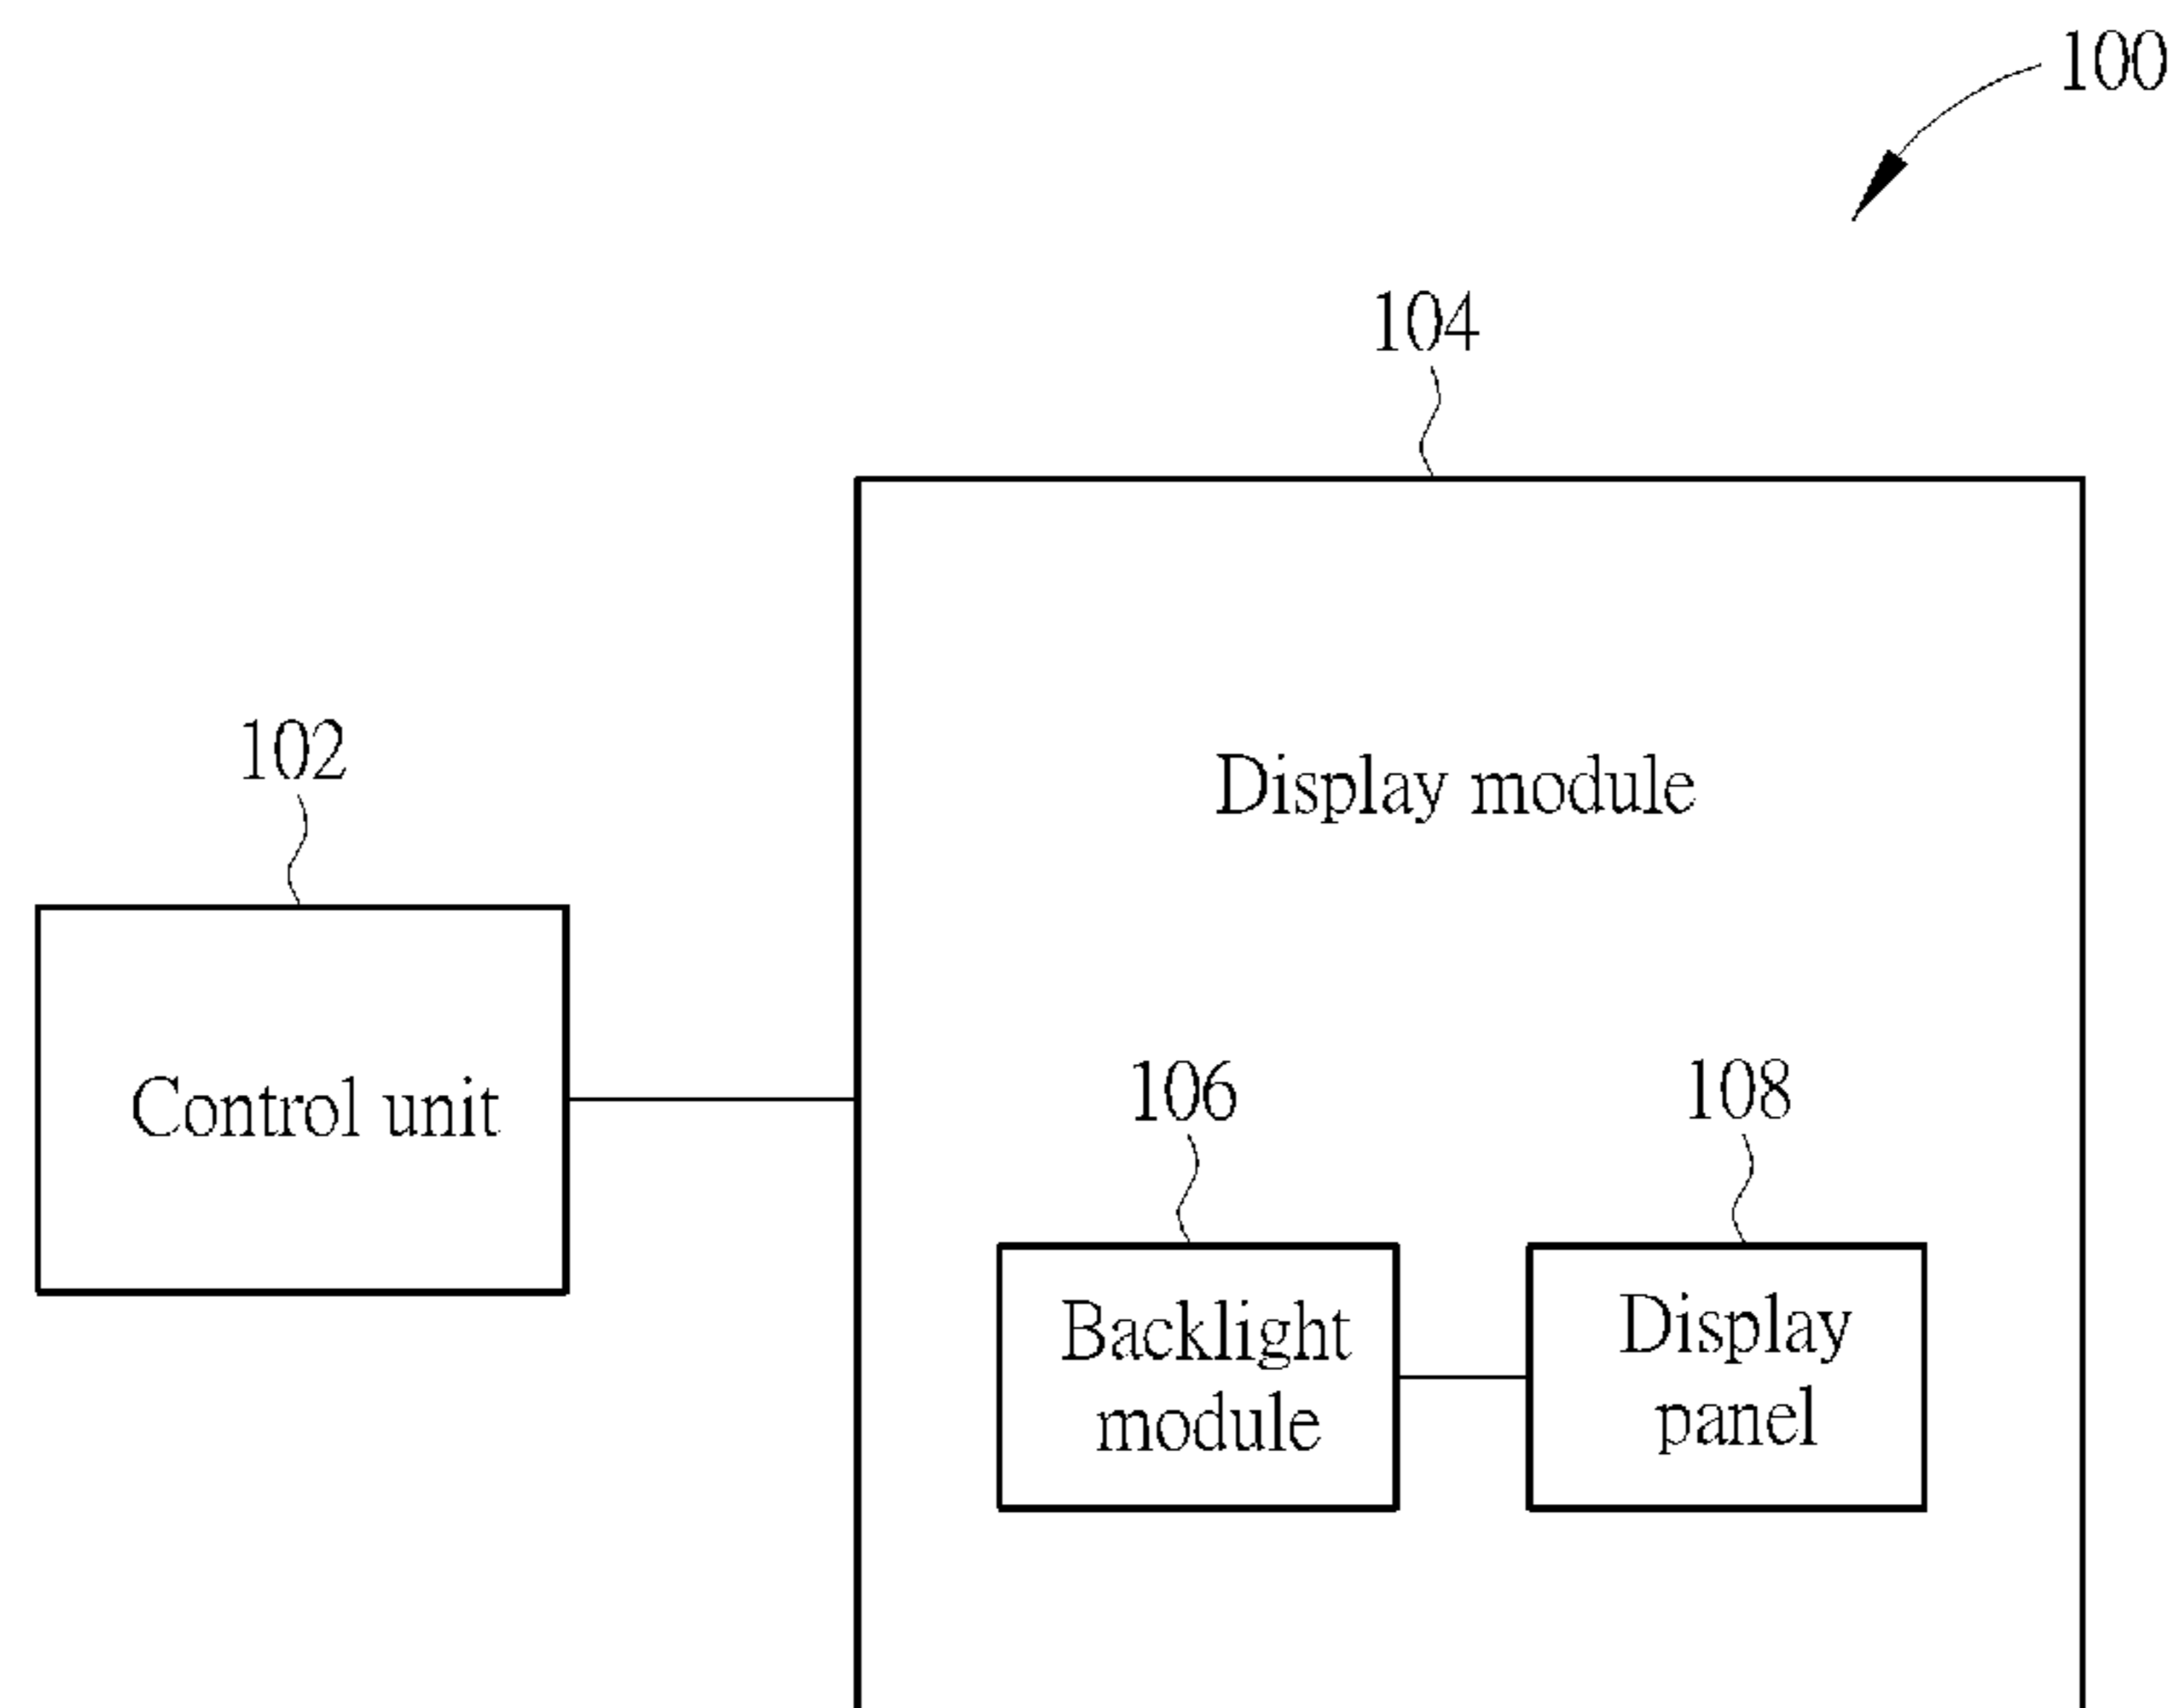 100
104
102
Display module
Control unit
106
108
Backlight
module
Display
panel